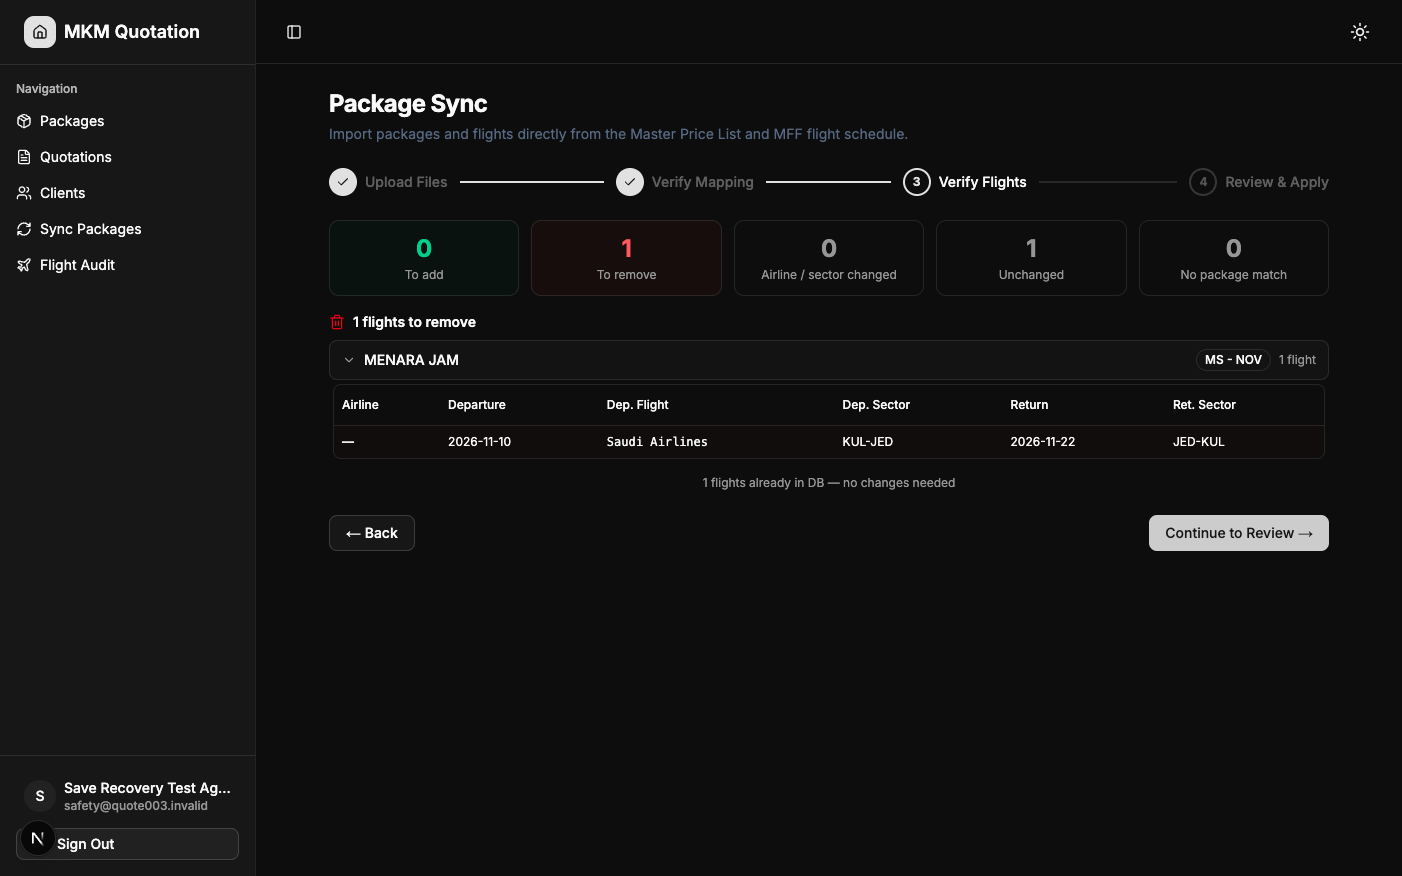 MKM Quotation
Navigation
Packages
Quotations
Clients
Sync Packages
Flight Audit
Package Sync
Import packages and flights directly from the Master Price List and MFF flight schedule.
Upload Files
Verify Mapping
3 Verify Flights
4 Review & Apply
0
To add
1
To remove
0
Airline / sector changed
1
Unchanged
0
No package match
1 flights to remove
MENARA JAM MS - NOV 1 flight
Airline Departure Dep. Flight Dep. Sector Return Ret. Sector
— 2026-11-10 Saudi Airlines KUL-JED 2026-11-22 JED-KUL
1 flights already in DB — no changes needed
← Back
Continue to Review →
S
Save Recovery Test Ag...
safety@quote003.invalid
N
Sign Out